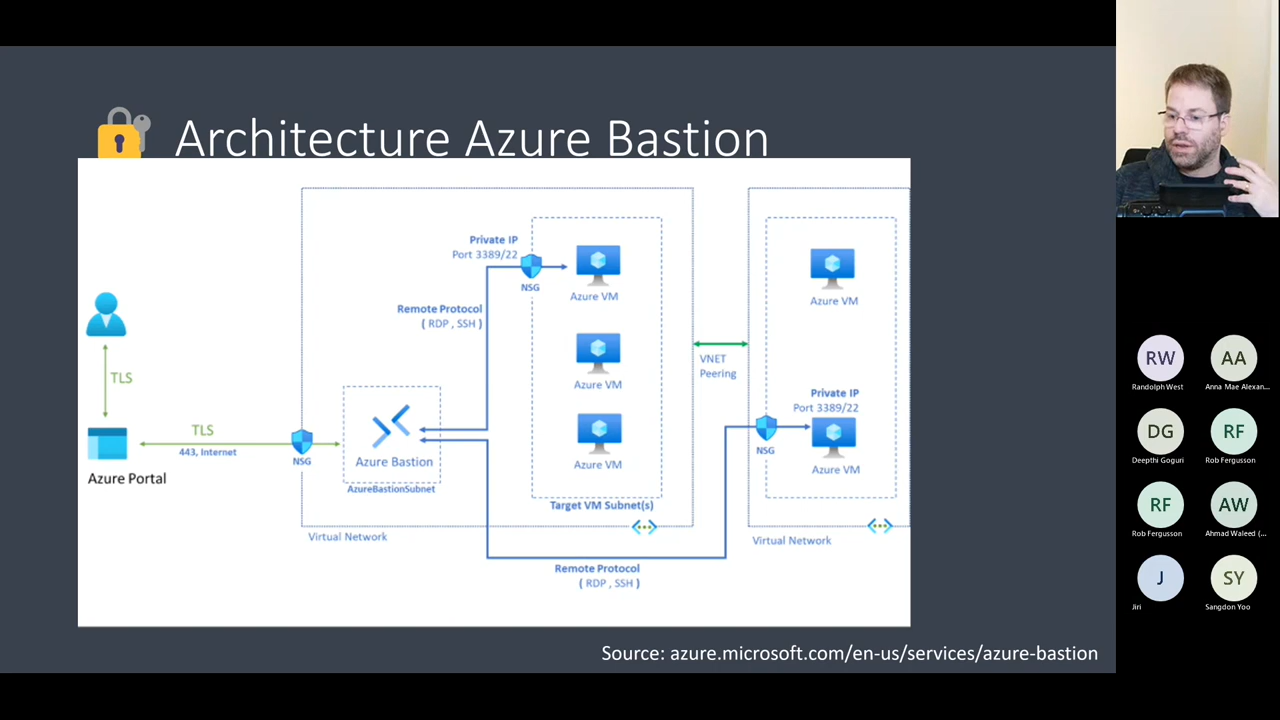 Architecture Azure Bastion
Private IP
Port 3389/22
NSG
Azure VM
Remote Protocol
( RDP , SSH )
Azure VM
Azure VM
Target VM Subnet(s)
TLS
TLS
443, Internet
NSG
Azure Portal
Azure Bastion
AzureBastionSubnet
Virtual Network
VNET
Peering
Azure VM
Private IP
Port 3389/22
NSG
Azure VM
Virtual Network
Remote Protocol
( RDP , SSH )
Source: azure.microsoft.com/en-us/services/azure-bastion
RW
Randolph West
AA
Anna Mae Alexan...
DG
Deepthi Goguri
RF
Rob Fergusson
RF
Rob Fergusson
AW
Ahmad Waleed (...
J
Jiri
SY
Sangdon Yoo